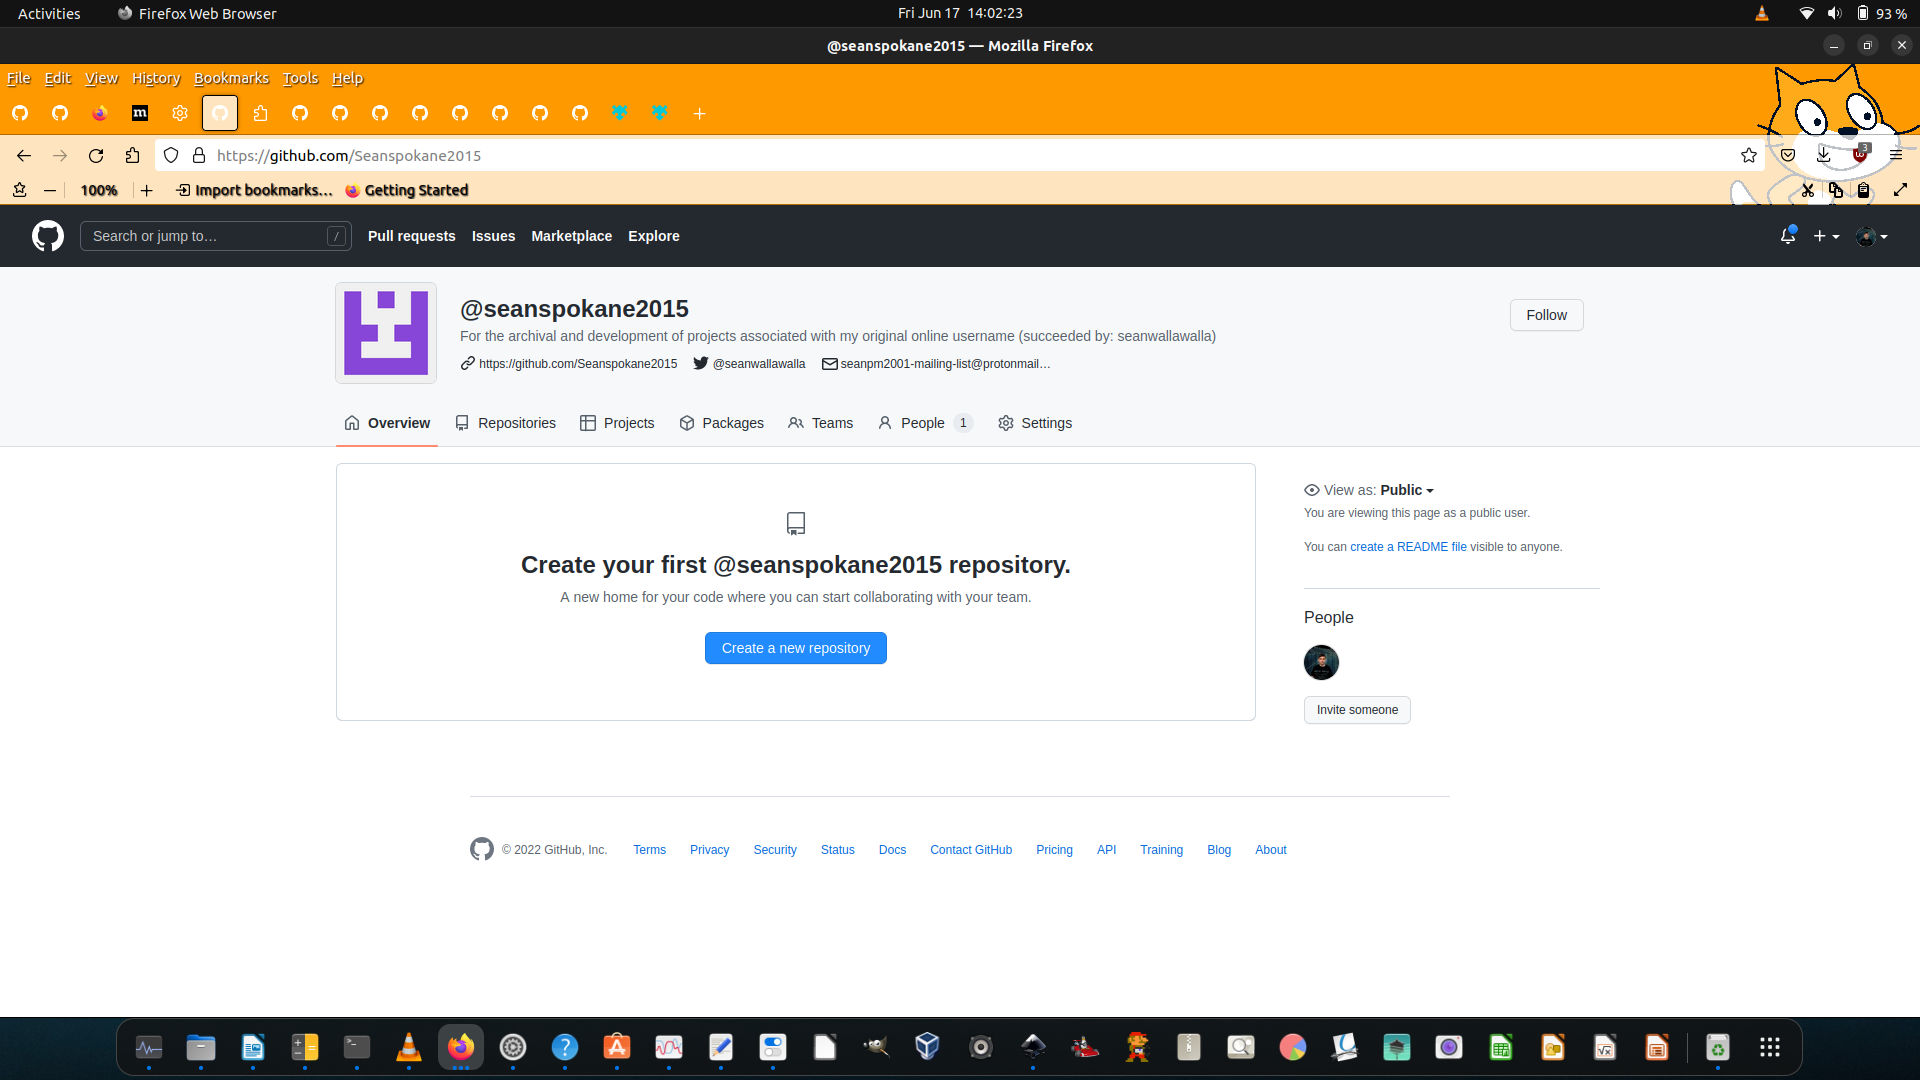 Activities Firefox Web Browser Fri Jun 17 14:02:23 93 %
@seanspokane2015 — Mozilla Firefox
File Edit View History Bookmarks Tools Help
m
https://github.com/Seanspokane2015 3
100% Import bookmarks… Getting Started
Search or jump to… / Pull requests Issues Marketplace Explore
@seanspokane2015
Follow
For the archival and development of projects associated with my original online username (succeeded by: seanwallawalla)
https://github.com/Seanspokane2015 @seanwallawalla seanpm2001-mailing-list@protonmail…
Overview Repositories Projects Packages Teams People 1 Settings
Create your first @seanspokane2015 repository.
A new home for your code where you can start collaborating with your team.
Create a new repository
View as: Public
You are viewing this page as a public user.
You can create a README file visible to anyone.
People
Invite someone
© 2022 GitHub, Inc. Terms Privacy Security Status Docs Contact GitHub Pricing API Training Blog About